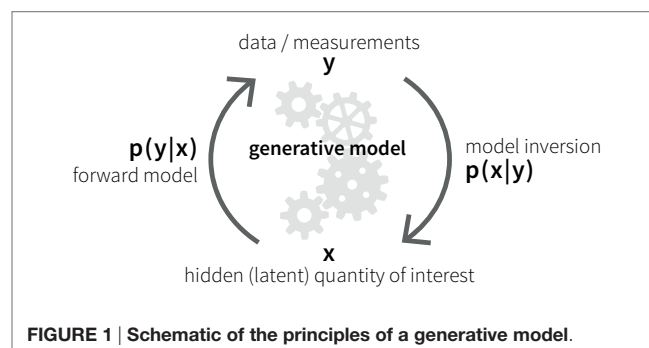 data / measurements
y
p(y|x)
forward model
generative model
model inversion
p(x|y)
x
hidden (latent) quantity of interest
FIGURE 1 | Schematic of the principles of a generative model.